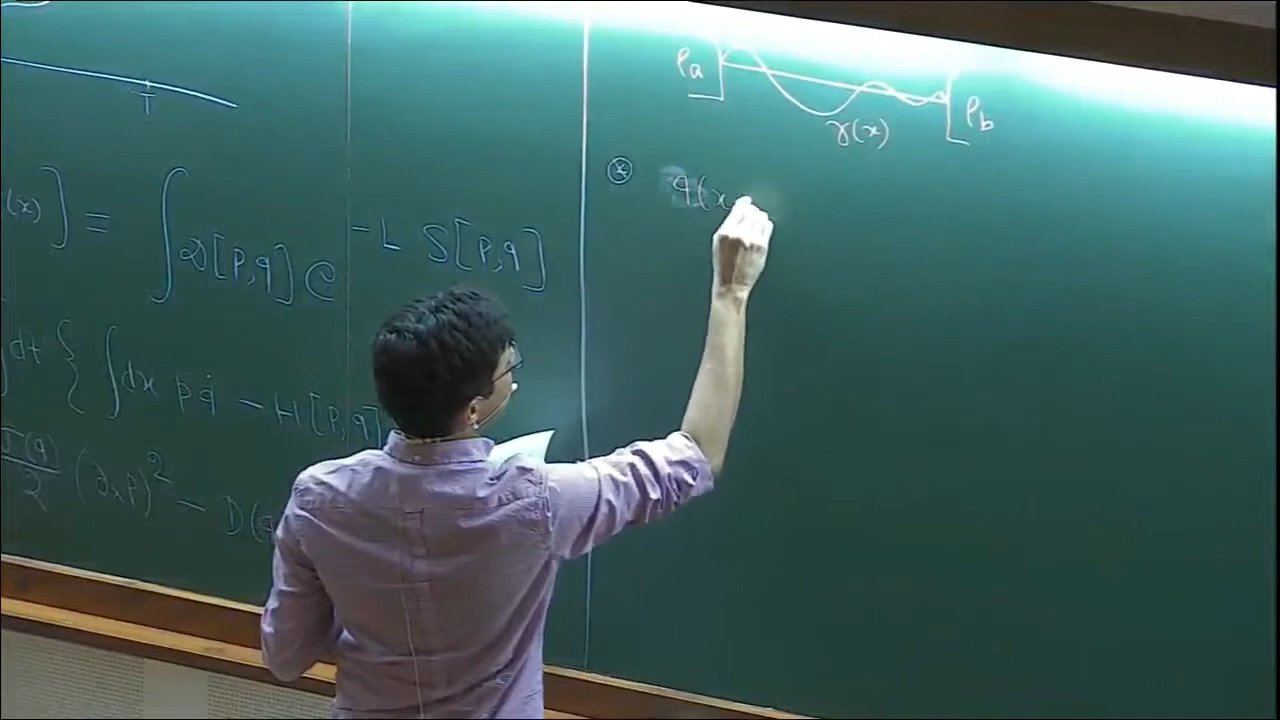 T
(x) ] = ∫ 𝒟[p,q] e^{-L S[p,q]}
∫dt { ∫dx p q̇ - H[p,q]
σ(q)/2 (∂ₓp)² - D(q
ρa
ρb
r(x)
⊛ q(x